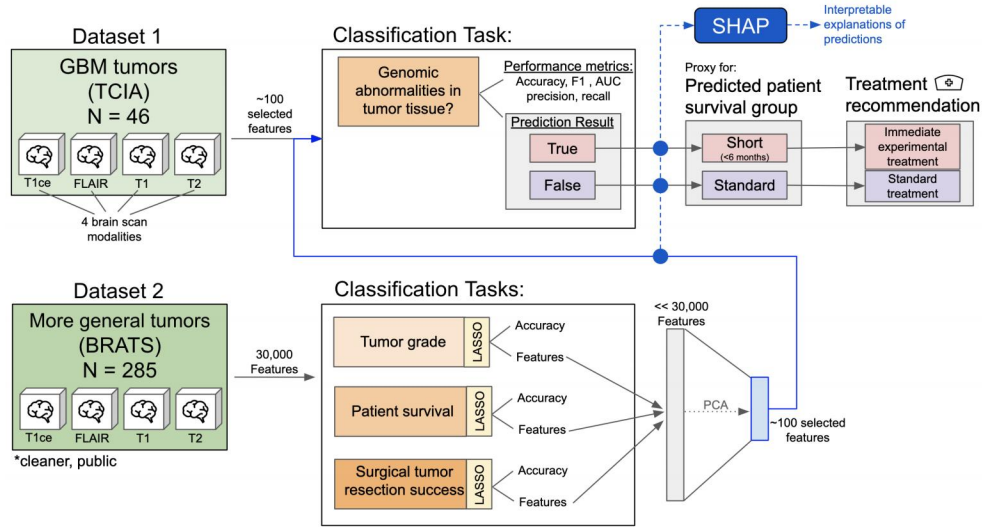 Dataset 1
GBM tumors
(TCIA)
N = 46
T1ce
FLAIR
T1
T2
4 brain scan
modalities
~100
selected
features
Classification Task:
Genomic
abnormalities in
tumor tissue?
Performance metrics:
Accuracy, F1 , AUC
precision, recall
Prediction Result
True
False
SHAP
Interpretable
explanations of
predictions
Proxy for:
Predicted patient
survival group
Short
(<6 months)
Standard
Treatment
recommendation
Immediate
experimental
treatment
Standard
treatment
Dataset 2
More general tumors
(BRATS)
N = 285
T1ce
FLAIR
T1
T2
*cleaner, public
30,000
Features
Classification Tasks:
Tumor grade
LASSO
Accuracy
Features
Patient survival
LASSO
Accuracy
Features
Surgical tumor
resection success
LASSO
Accuracy
Features
<< 30,000
Features
PCA
~100 selected
features